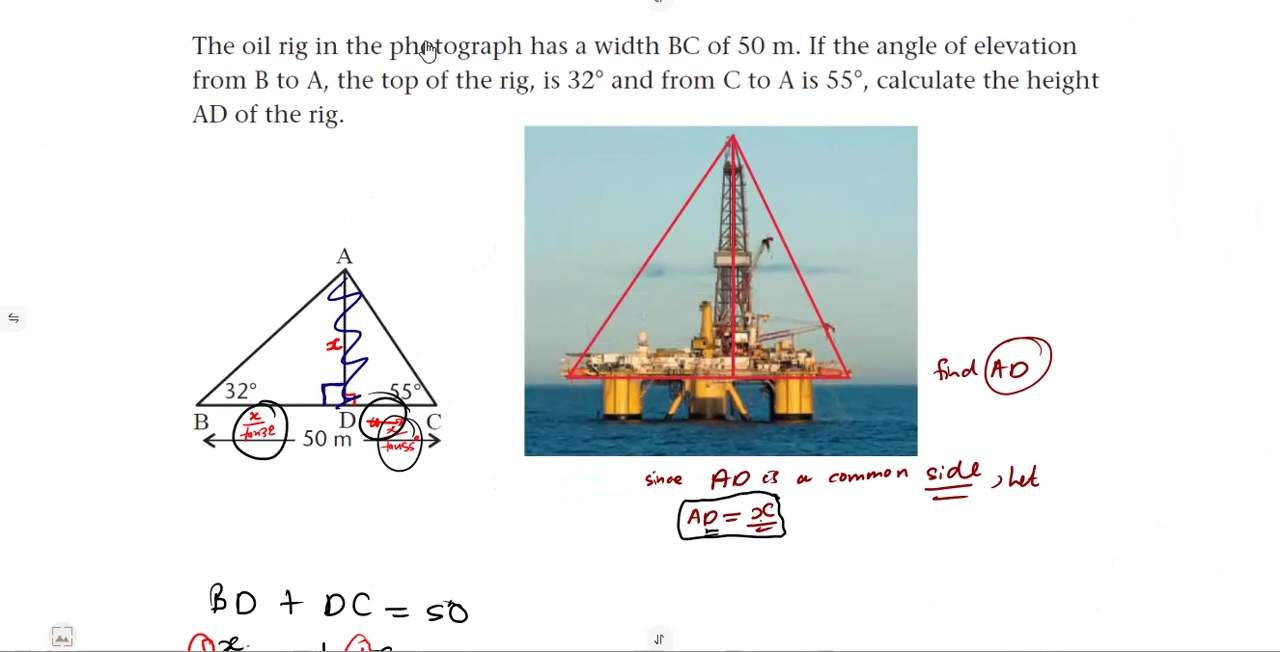 The oil rig in the photograph has a width BC of 50 m. If the angle of elevation
from B to A, the top of the rig, is 32° and from C to A is 55°, calculate the height
AD of the rig.
A
x
find AD
32°
55°
B
x/tan32
D
x/tan55°
C
50 m
since AD is a common side, let
AD = x
BD + DC = 50
x